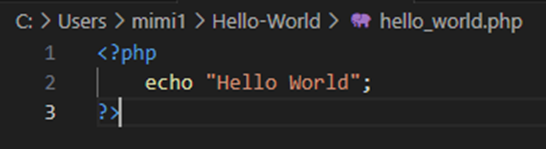 C: > Users > mimi1 > Hello-World > hello_world.php
1 <?php
2 echo "Hello World";
3 ?>